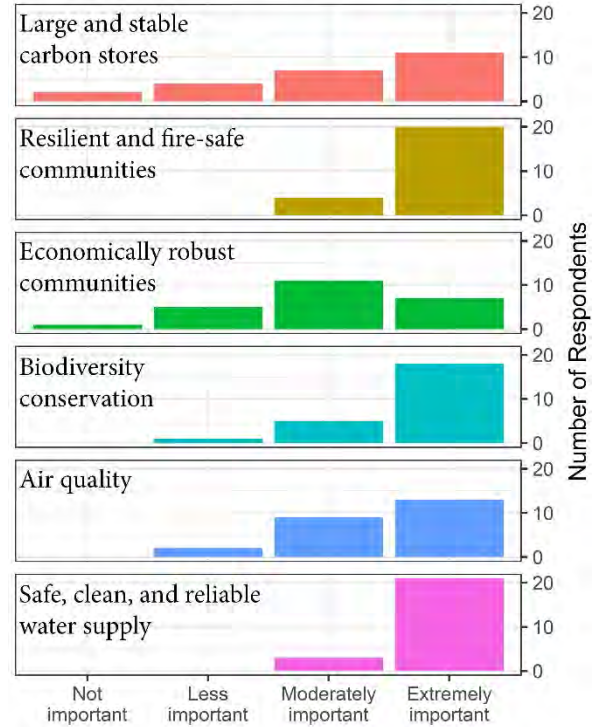 Large and stable
carbon stores
20
10
0
Resilient and fire-safe
communities
20
10
0
Economically robust
communities
20
10
0
Biodiversity
conservation
20
10
0
Air quality
20
10
0
Safe, clean, and reliable
water supply
20
10
0
Number of Respondents
Not
important
Less
important
Moderately
important
Extremely
important